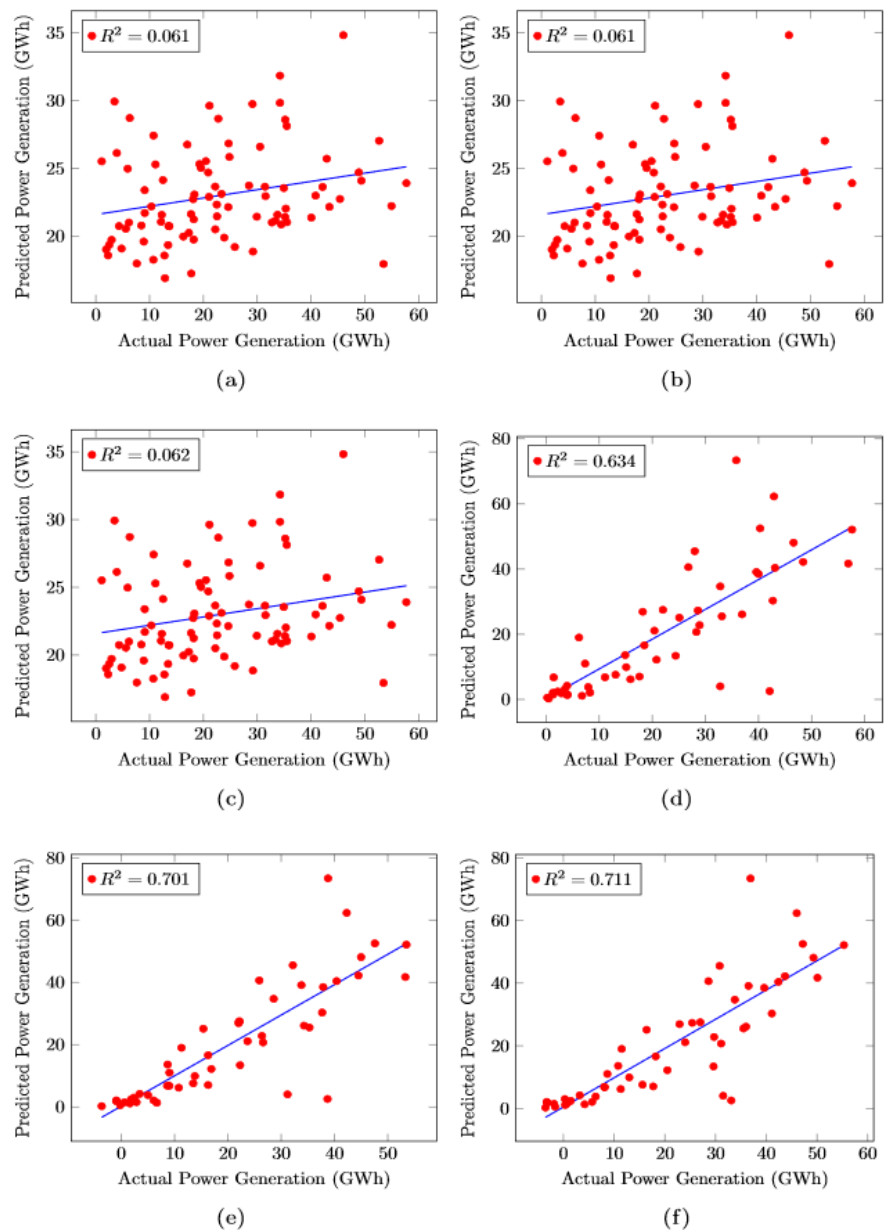 Predicted Power Generation (GWh)
35
30
25
20
R² = 0.061
0 10 20 30 40 50 60
Actual Power Generation (GWh)
(a)
Predicted Power Generation (GWh)
35
30
25
20
R² = 0.061
0 10 20 30 40 50 60
Actual Power Generation (GWh)
(b)
Predicted Power Generation (GWh)
35
30
25
20
R² = 0.062
0 10 20 30 40 50 60
Actual Power Generation (GWh)
(c)
Predicted Power Generation (GWh)
80
60
40
20
0
R² = 0.634
0 10 20 30 40 50 60
Actual Power Generation (GWh)
(d)
Predicted Power Generation (GWh)
80
60
40
20
0
R² = 0.701
0 10 20 30 40 50
Actual Power Generation (GWh)
(e)
Predicted Power Generation (GWh)
80
60
40
20
0
R² = 0.711
0 10 20 30 40 50 60
Actual Power Generation (GWh)
(f)